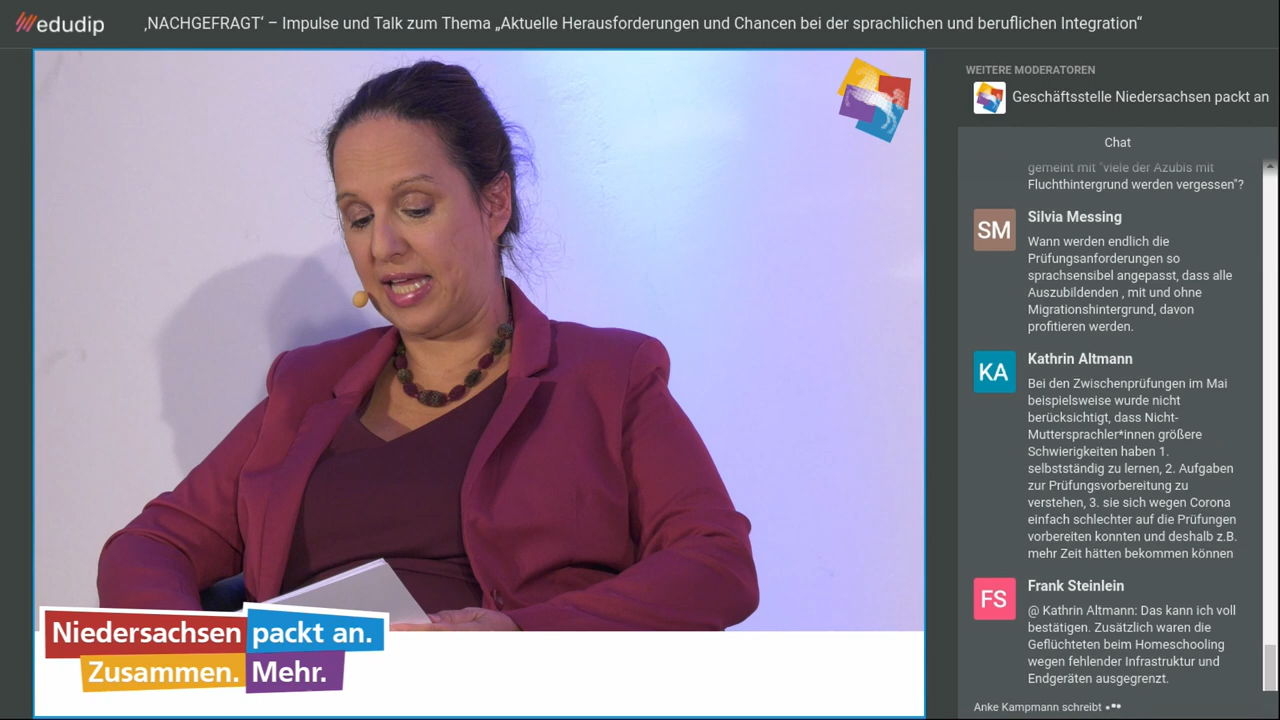 edudip
‚NACHGEFRAGT‘ – Impulse und Talk zum Thema „Aktuelle Herausforderungen und Chancen bei der sprachlichen und beruflichen Integration“
WEITERE MODERATOREN
Geschäftsstelle Niedersachsen packt an
Chat
gemeint mit "viele der Azubis mit
Fluchthintergrund werden vergessen"?
SM
Silvia Messing
Wann werden endlich die
Prüfungsanforderungen so
sprachsensibel angepasst, dass alle
Auszubildenden , mit und ohne
Migrationshintergrund, davon
profitieren werden.
KA
Kathrin Altmann
Bei den Zwischenprüfungen im Mai
beispielsweise wurde nicht
berücksichtigt, dass Nicht-
Muttersprachler*innen größere
Schwierigkeiten haben 1.
selbstständig zu lernen, 2. Aufgaben
zur Prüfungsvorbereitung zu
verstehen, 3. sie sich wegen Corona
einfach schlechter auf die Prüfungen
vorbereiten konnten und deshalb z.B.
mehr Zeit hätten bekommen können
FS
Frank Steinlein
@ Kathrin Altmann: Das kann ich voll
bestätigen. Zusätzlich waren die
Geflüchteten beim Homeschooling
wegen fehlender Infrastruktur und
Endgeräten ausgegrenzt.
Anke Kampmann schreibt
Niedersachsen packt an.
Zusammen. Mehr.